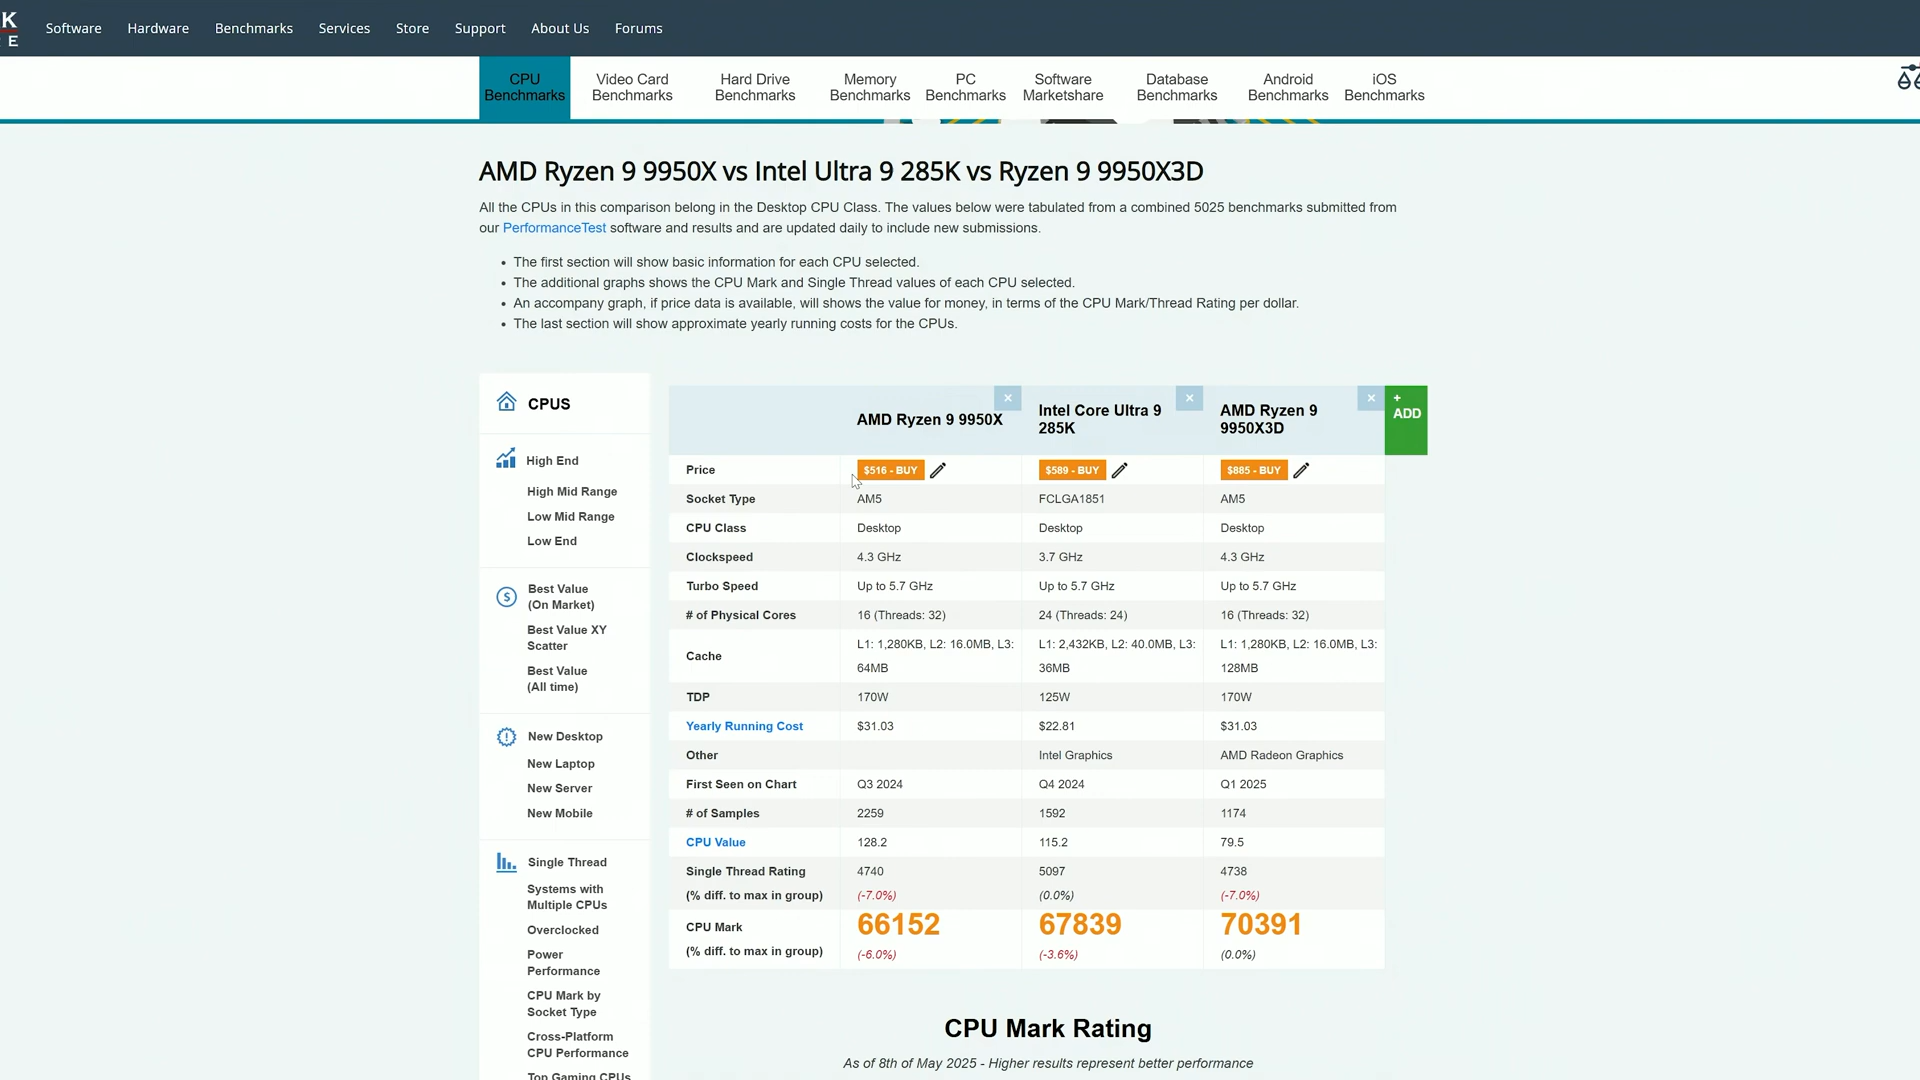 K
E
Software Hardware Benchmarks Services Store Support About Us Forums
CPU Benchmarks
Video Card Benchmarks
Hard Drive Benchmarks
Memory Benchmarks
PC Benchmarks
Software Marketshare
Database Benchmarks
Android Benchmarks
iOS Benchmarks
AMD Ryzen 9 9950X vs Intel Ultra 9 285K vs Ryzen 9 9950X3D
All the CPUs in this comparison belong in the Desktop CPU Class. The values below were tabulated from a combined 5025 benchmarks submitted from
our PerformanceTest software and results and are updated daily to include new submissions.
• The first section will show basic information for each CPU selected.
• The additional graphs shows the CPU Mark and Single Thread values of each CPU selected.
• An accompany graph, if price data is available, will shows the value for money, in terms of the CPU Mark/Thread Rating per dollar.
• The last section will show approximate yearly running costs for the CPUs.
CPUS
High End
High Mid Range
Low Mid Range
Low End
Best Value
(On Market)
Best Value XY
Scatter
Best Value
(All time)
New Desktop
New Laptop
New Server
New Mobile
Single Thread
Systems with
Multiple CPUs
Overclocked
Power
Performance
CPU Mark by
Socket Type
Cross-Platform
CPU Performance
Top Gaming CPUs
AMD Ryzen 9 9950X
Intel Core Ultra 9
285K
AMD Ryzen 9
9950X3D
+
ADD
Price $516 - BUY $589 - BUY $885 - BUY
Socket Type AM5 FCLGA1851 AM5
CPU Class Desktop Desktop Desktop
Clockspeed 4.3 GHz 3.7 GHz 4.3 GHz
Turbo Speed Up to 5.7 GHz Up to 5.7 GHz Up to 5.7 GHz
# of Physical Cores 16 (Threads: 32) 24 (Threads: 24) 16 (Threads: 32)
Cache L1: 1,280KB, L2: 16.0MB, L3: L1: 2,432KB, L2: 40.0MB, L3: L1: 1,280KB, L2: 16.0MB, L3:
64MB 36MB 128MB
TDP 170W 125W 170W
Yearly Running Cost $31.03 $22.81 $31.03
Other Intel Graphics AMD Radeon Graphics
First Seen on Chart Q3 2024 Q4 2024 Q1 2025
# of Samples 2259 1592 1174
CPU Value 128.2 115.2 79.5
Single Thread Rating 4740 5097 4738
(% diff. to max in group) (-7.0%) (0.0%) (-7.0%)
CPU Mark 66152 67839 70391
(% diff. to max in group) (-6.0%) (-3.6%) (0.0%)
CPU Mark Rating
As of 8th of May 2025 - Higher results represent better performance